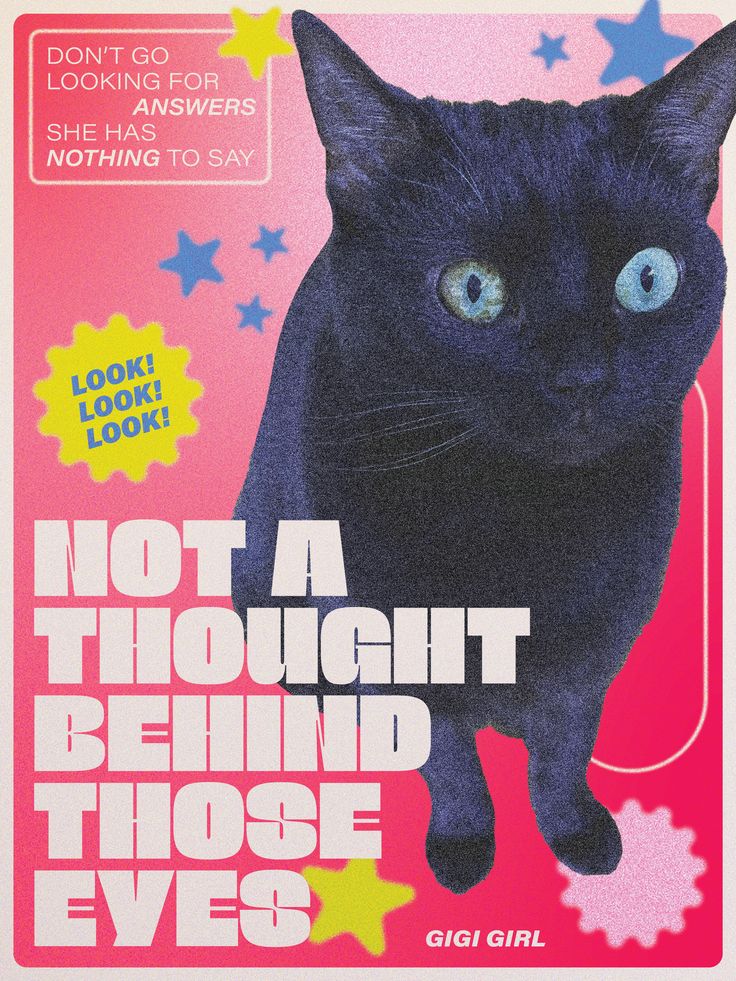 DON'T GO
LOOKING FOR
ANSWERS
SHE HAS
NOTHING TO SAY
LOOK!
LOOK!
LOOK!
NOT A
THOUGHT
BEHIND
THOSE
EYES
GIGI GIRL